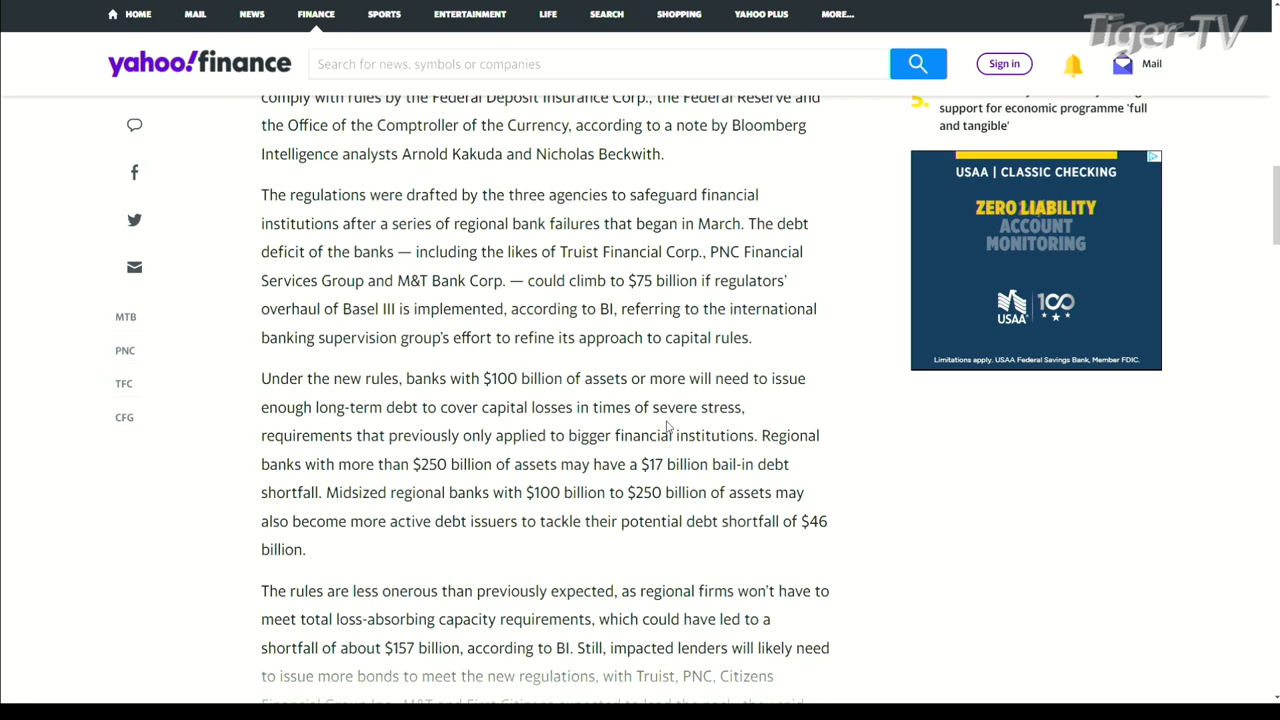 HOME MAIL NEWS FINANCE SPORTS ENTERTAINMENT LIFE SEARCH SHOPPING YAHOO PLUS MORE...
Tiger-TV
yahoo!finance
Search for news, symbols or companies
Sign in
Mail
comply with rules by the Federal Deposit Insurance Corp., the Federal Reserve and
the Office of the Comptroller of the Currency, according to a note by Bloomberg
Intelligence analysts Arnold Kakuda and Nicholas Beckwith.
The regulations were drafted by the three agencies to safeguard financial
institutions after a series of regional bank failures that began in March. The debt
deficit of the banks — including the likes of Truist Financial Corp., PNC Financial
Services Group and M&T Bank Corp. — could climb to $75 billion if regulators’
overhaul of Basel III is implemented, according to BI, referring to the international
banking supervision group’s effort to refine its approach to capital rules.
Under the new rules, banks with $100 billion of assets or more will need to issue
enough long-term debt to cover capital losses in times of severe stress,
requirements that previously only applied to bigger financial institutions. Regional
banks with more than $250 billion of assets may have a $17 billion bail-in debt
shortfall. Midsized regional banks with $100 billion to $250 billion of assets may
also become more active debt issuers to tackle their potential debt shortfall of $46
billion.
The rules are less onerous than previously expected, as regional firms won’t have to
meet total loss-absorbing capacity requirements, which could have led to a
shortfall of about $157 billion, according to BI. Still, impacted lenders will likely need
to issue more bonds to meet the new regulations, with Truist, PNC, Citizens
MTB
PNC
TFC
CFG
5.
support for economic programme 'full
and tangible'
USAA | CLASSIC CHECKING
ZERO LIABILITY
ACCOUNT
MONITORING
USAA 100
Limitations apply. USAA Federal Savings Bank, Member FDIC.